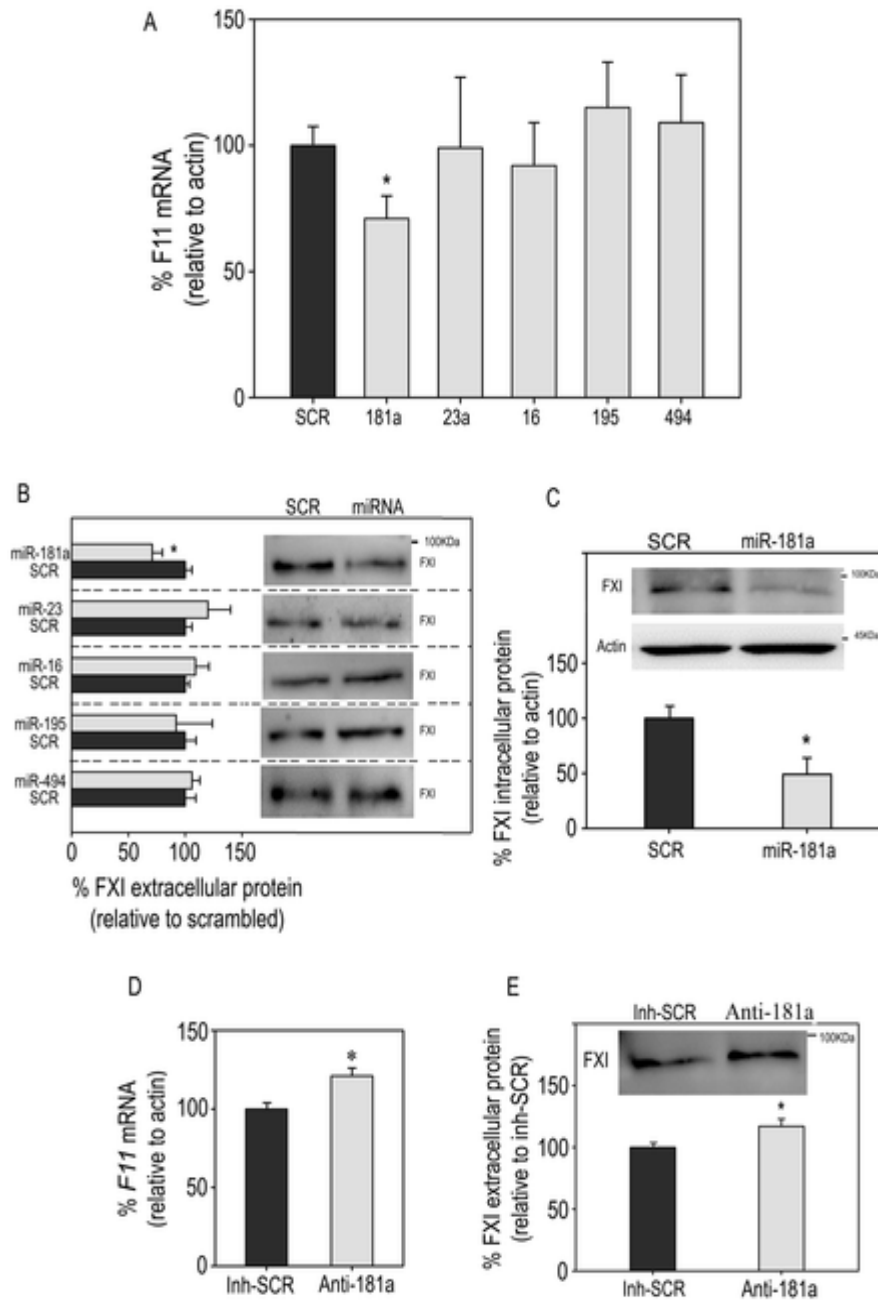 A
150
100
50
0
% F11 mRNA
(relative to actin)
*
SCR 181a 23a 16 195 494
B
SCR miRNA
miR-181a
SCR
*
100KDa
FXI
miR-23
SCR
FXI
miR-16
SCR
FXI
miR-195
SCR
FXI
miR-494
SCR
FXI
0 50 100 150
% FXI extracellular protein
(relative to scrambled)
C
SCR miR-181a
100KDa
FXI
45KDa
Actin
150
100
50
0
% FXI intracellular protein
(relative to actin)
*
SCR miR-181a
D
150
100
50
0
% F11 mRNA
(relative to actin)
*
Inh-SCR Anti-181a
E
Inh-SCR Anti-181a
100KDa
FXI
200
150
100
50
0
% FXI extracellular protein
(relative to inh-SCR)
*
Inh-SCR Anti-181a